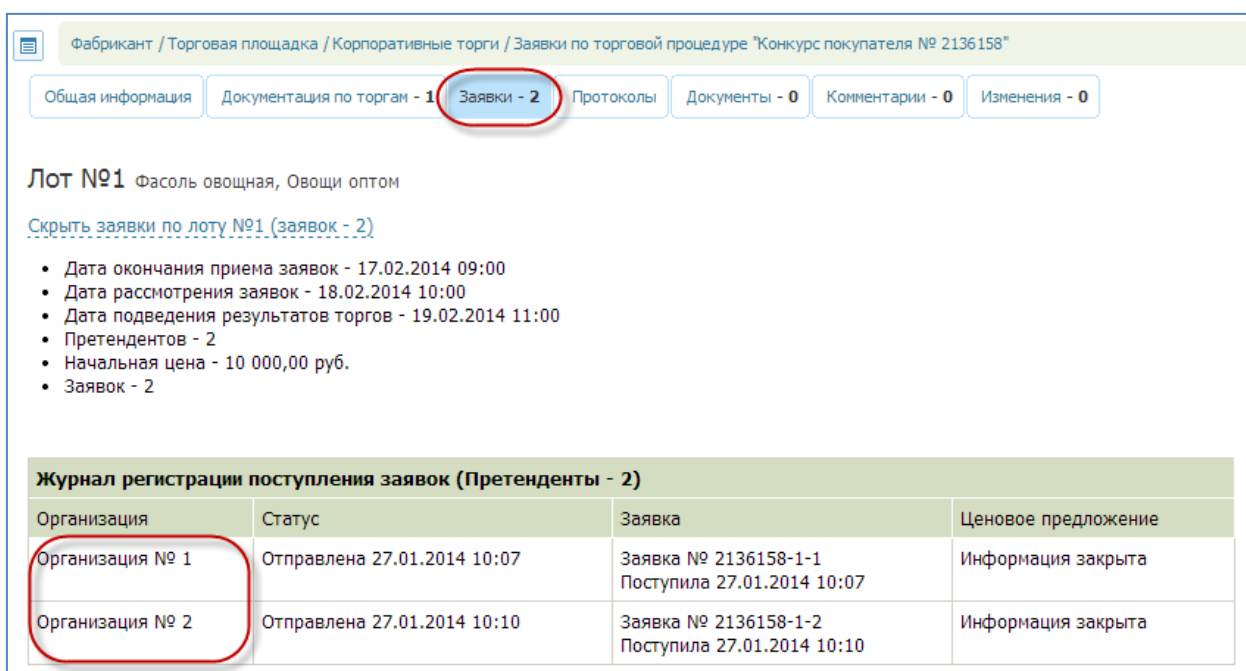 Фабрикант / Торговая площадка / Корпоративные торги / Заявки по торговой процедуре "Конкурс покупателя № 2136158"
Общая информация Документация по торгам - 1 Заявки - 2 Протоколы Документы - 0 Комментарии - 0 Изменения - 0
Лот №1 Фасоль овощная, Овощи оптом
Скрыть заявки по лоту №1 (заявок - 2)
• Дата окончания приема заявок - 17.02.2014 09:00
• Дата рассмотрения заявок - 18.02.2014 10:00
• Дата подведения результатов торгов - 19.02.2014 11:00
• Претендентов - 2
• Начальная цена - 10 000,00 руб.
• Заявок - 2
Журнал регистрации поступления заявок (Претенденты - 2)
Организация Статус Заявка Ценовое предложение
Организация № 1 Отправлена 27.01.2014 10:07 Заявка № 2136158-1-1 Информация закрыта
Поступила 27.01.2014 10:07
Организация № 2 Отправлена 27.01.2014 10:10 Заявка № 2136158-1-2 Информация закрыта
Поступила 27.01.2014 10:10